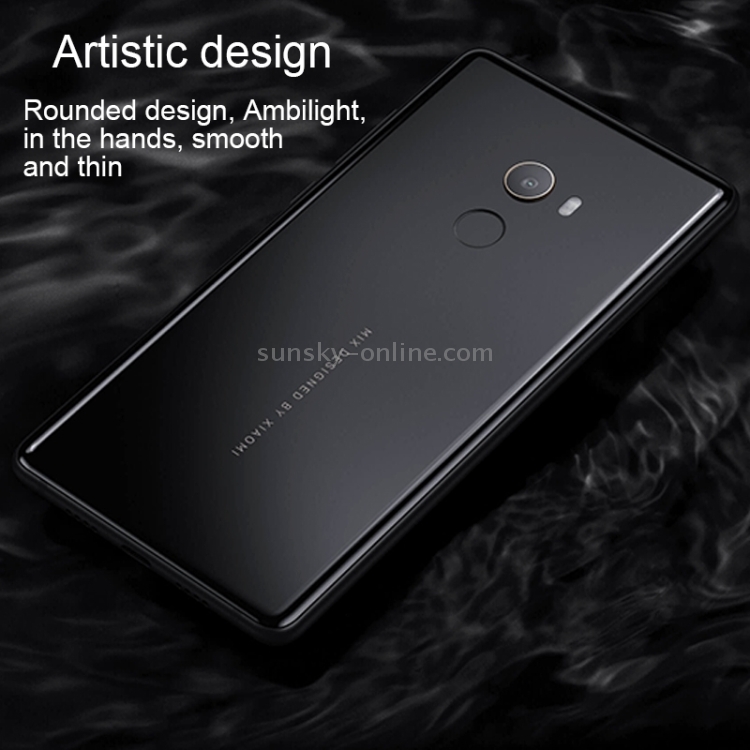 Artistic design
Rounded design, Ambilight,
in the hands, smooth
and thin
sunsky-online.com
MIX DESIGNED BY XIAOMI